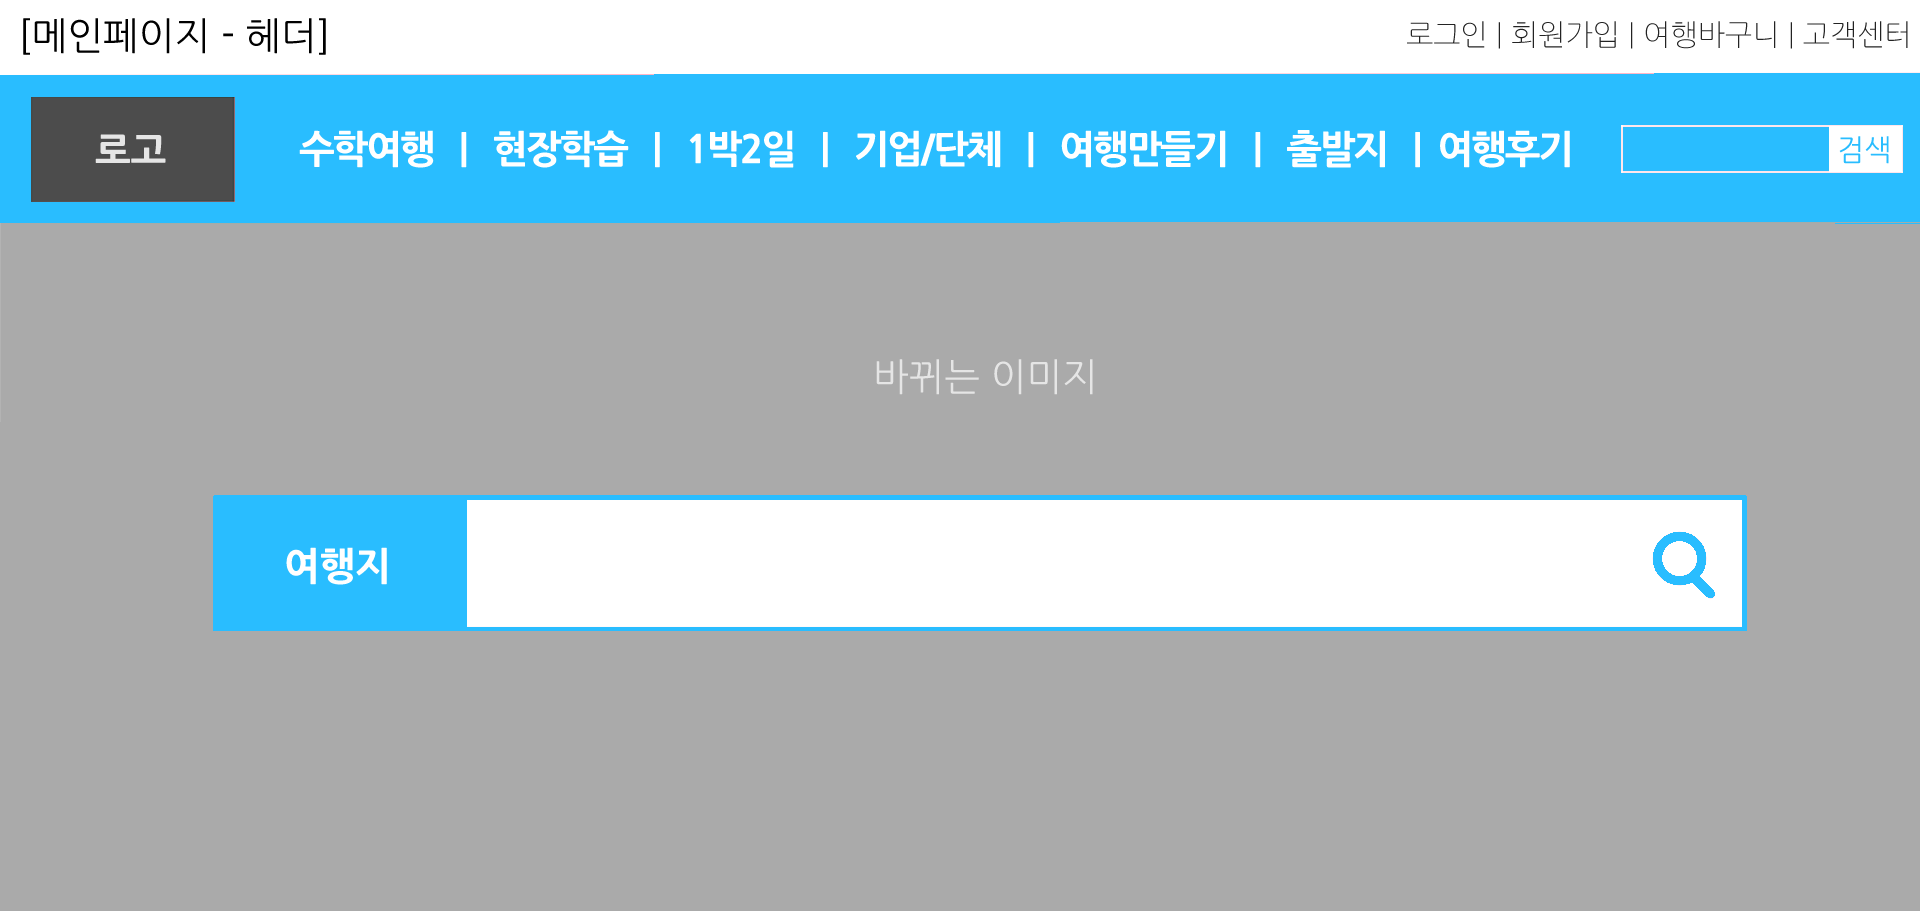 [메인페이지 - 헤더]
로그인 | 회원가입 | 여행바구니 | 고객센터
로고
수학여행 | 현장학습 | 1박2일 | 기업/단체 | 여행만들기 | 출발지 | 여행후기
검색
바뀌는 이미지
여행지